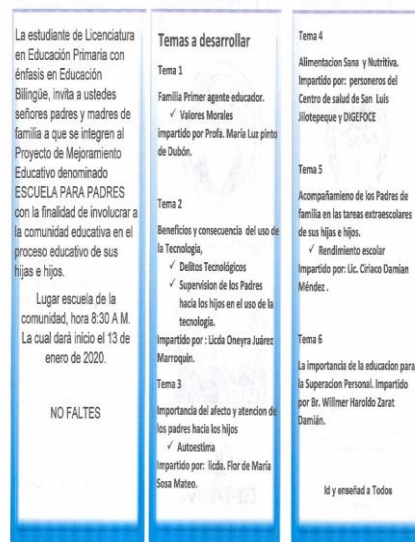 La estudiante de Licenciatura
en Educación Primaria con
énfasis en Educación
Bilingüe, invita a ustedes
señores padres y madres de
familia a que se integren al
Proyecto de Mejoramiento
Educativo denominado
ESCUELA PARA PADRES
con la finalidad de involucrar a
la comunidad educativa en el
proceso educativo de sus
hijas e hijos.
Lugar escuela de la
comunidad, hora 8:30 A M.
La cual dará inicio el 13 de
enero de 2020.
NO FALTES
Temas a desarrollar
Tema 1
Familia Primer agente educador.
✓ Valores Morales
impartido por Profa. María Luz pinto
de Dubón.
Tema 2
Beneficios y consecuencia del uso de
la Tecnología,
✓ Delitos Tecnológicos
✓ Supervision de los Padres
hacia los hijos en el uso de la
tecnología.
Impartido por : Licda Oneyra Juárez
Marroquin.
Tema 3
Importancia del afecto y atencion de
los padres hacia los hijos
✓ Autoestima
Impartido por: licda. Flor de María
Sosa Mateo.
Tema 4
Alimentacion Sana y Nutritiva.
Impartido por: personeros del
Centro de salud de San Luis
Jilotepeque y DIGEFOCE
Tema 5
Acompañamieno de los Padres de
familia en las tareas extraescolares
de sus hijas e hijos.
✓ Rendimiento escolar
Impartido por: Lic. Ciriaco Damian
Méndez .
Tema 6
La importancia de la educacion para
la Superacion Personal. Impartido
por Br. Willmer Haroldo Zarat
Damián.
Id y enseñad a Todos